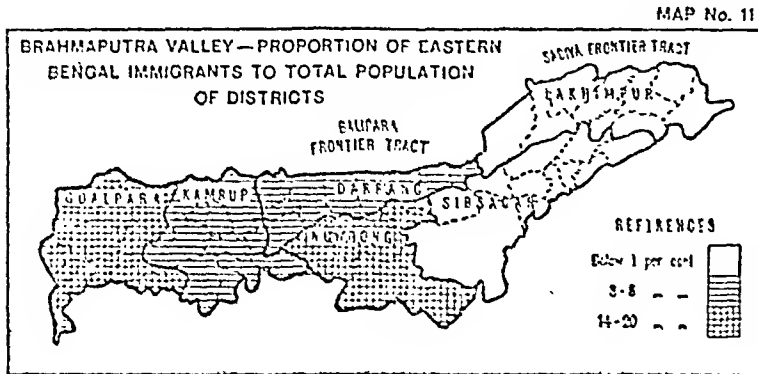 MAP No. 11
BRAHMAPUTRA VALLEY—PROPORTION OF EASTERN
BENGAL IMMIGRANTS TO TOTAL POPULATION
OF DISTRICTS
SADIYA FRONTIER TRACT
LAKHIMPUR
BALIPARA
FRONTIER TRACT
GOALPARA KAMRUP DARRANG
SIBSAGAR
NOWGONG
REFERENCES
Below 1 per cent
3-8 " "
14-20 " "